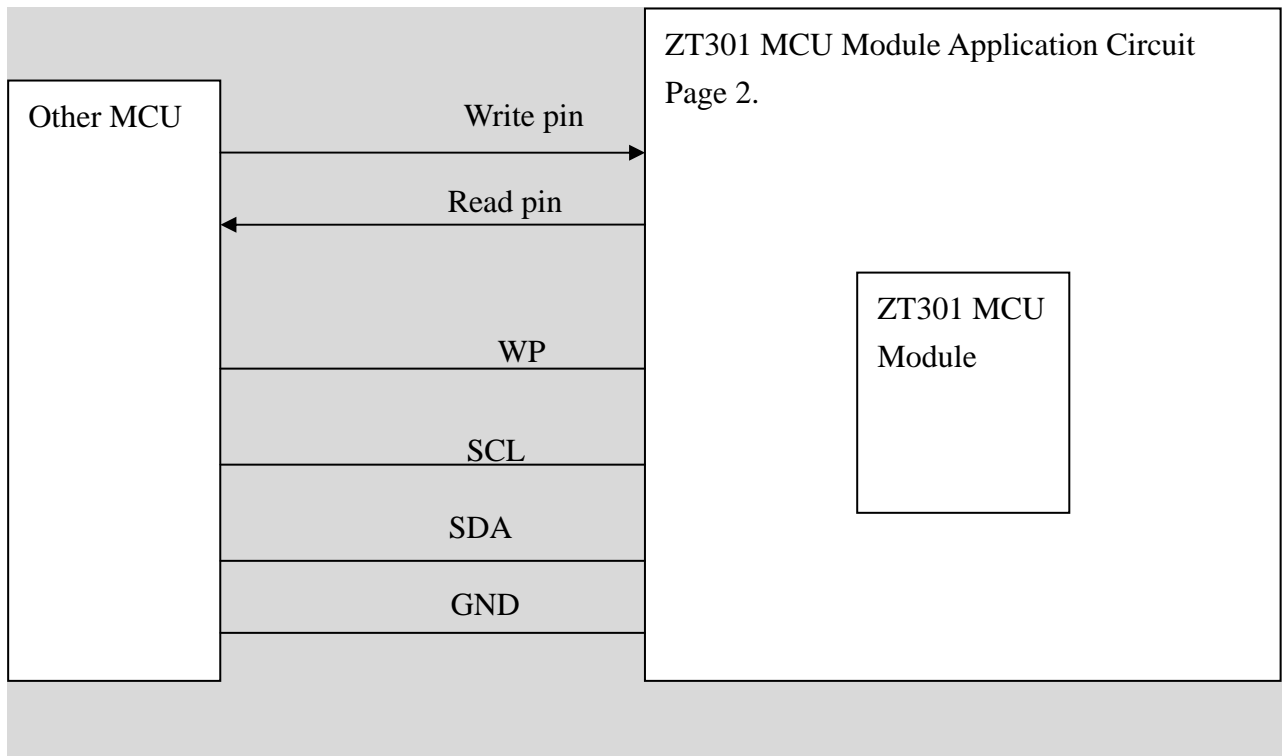 ZT301 MCU Module Application Circuit
Page 2.
Other MCU
Write pin
Read pin
ZT301 MCU
Module
WP
SCL
SDA
GND